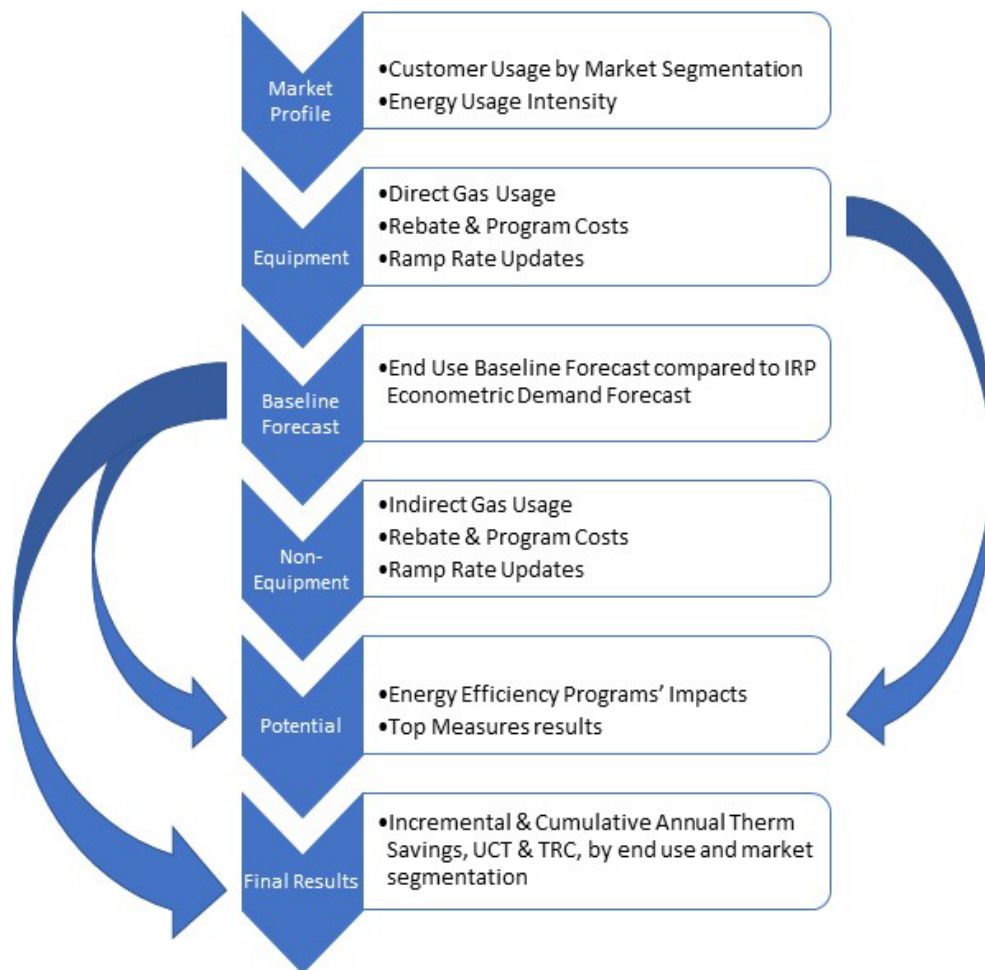 Market
Profile
•Customer Usage by Market Segmentation
•Energy Usage Intensity
Equipment
•Direct Gas Usage
•Rebate & Program Costs
•Ramp Rate Updates
Baseline
Forecast
•End Use Baseline Forecast compared to IRP
Econometric Demand Forecast
Non-
Equipment
•Indirect Gas Usage
•Rebate & Program Costs
•Ramp Rate Updates
Potential
•Energy Efficiency Programs’ Impacts
•Top Measures results
Final Results
•Incremental & Cumulative Annual Therm
Savings, UCT & TRC, by end use and market
segmentation